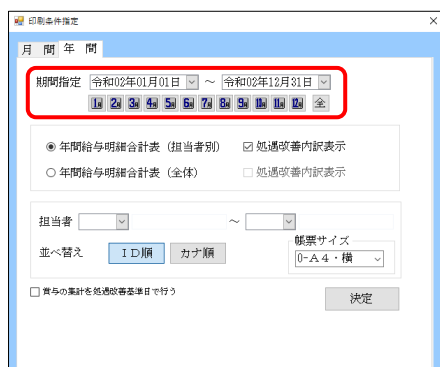 印刷条件指定
月 間 年 間
期間指定 令和02年01月01日 ～ 令和02年12月31日
1月 2月 3月 4月 5月 6月 7月 8月 9月 10月 11月 12月 全
年間給与明細合計表（担当者別） 処遇改善内訳表示
年間給与明細合計表（全体） 処遇改善内訳表示
担当者 ～
帳票サイズ
並べ替え ＩＤ順 カナ順 0-Ａ４・横
賞与の集計を処遇改善基準日で行う
決定